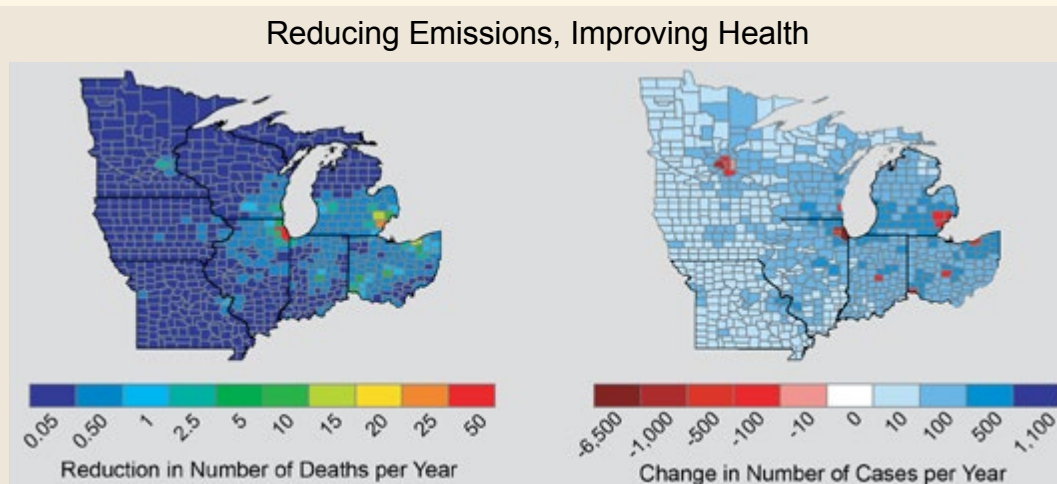 Reducing Emissions, Improving Health
0.05 0.50 1 2.5 5 10 15 20 25 50
Reduction in Number of Deaths per Year
-6,500 -1,000 -500 -100 -10 0 10 100 500 1,100
Change in Number of Cases per Year